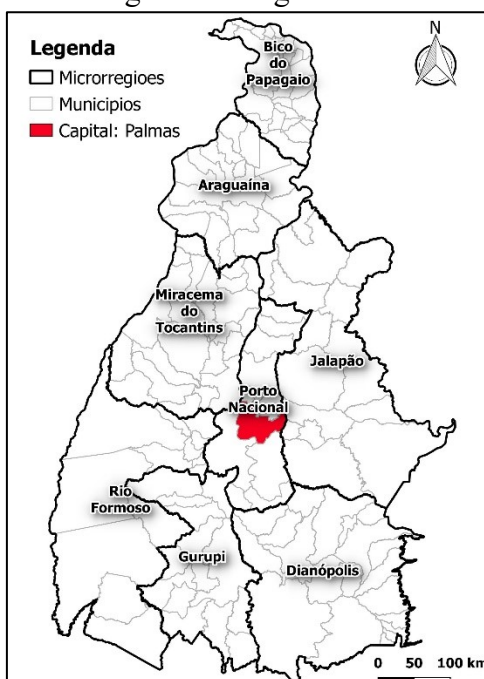 Legenda
Microrregioes
Municipios
Capital: Palmas
N
Bico
do
Papagaio
Araguaína
Miracema
do
Tocantins
Jalapão
Porto
Nacional
Rio
Formoso
Gurupi
Dianópolis
0 50 100 km